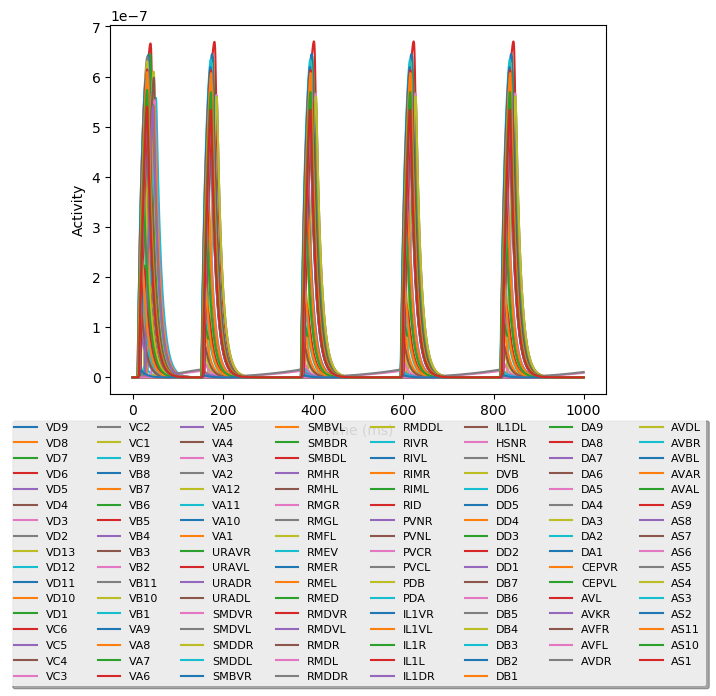 1e−7
7
6
5
4
3
2
1
0
Activity
0 200 400 600 800 1000
(ms)
VD9
VD8
VD7
VD6
VD5
VD4
VD3
VD2
VD13
VD12
VD11
VD10
VD1
VC6
VC5
VC4
VC3
VC2
VC1
VB9
VB8
VB7
VB6
VB5
VB4
VB3
VB2
VB11
VB10
VB1
VA9
VA8
VA7
VA6
VA5
VA4
VA3
VA2
VA12
VA11
VA10
VA1
URAVR
URAVL
URADR
URADL
SMDVR
SMDVL
SMDDR
SMDDL
SMBVR
SMBVL
SMBDR
SMBDL
RMHR
RMHL
RMGR
RMGL
RMFL
RMEV
RMER
RMEL
RMED
RMDVR
RMDVL
RMDR
RMDL
RMDDR
RMDDL
RIVR
RIVL
RIMR
RIML
RID
PVNR
PVNL
PVCR
PVCL
PDB
PDA
IL1VR
IL1VL
IL1R
IL1L
IL1DR
IL1DL
HSNR
HSNL
DVB
DD6
DD5
DD4
DD3
DD2
DD1
DB7
DB6
DB5
DB4
DB3
DB2
DB1
DA9
DA8
DA7
DA6
DA5
DA4
DA3
DA2
DA1
CEPVR
CEPVL
AVL
AVKR
AVFR
AVFL
AVDR
AVDL
AVBR
AVBL
AVAR
AVAL
AS9
AS8
AS7
AS6
AS5
AS4
AS3
AS2
AS11
AS10
AS1